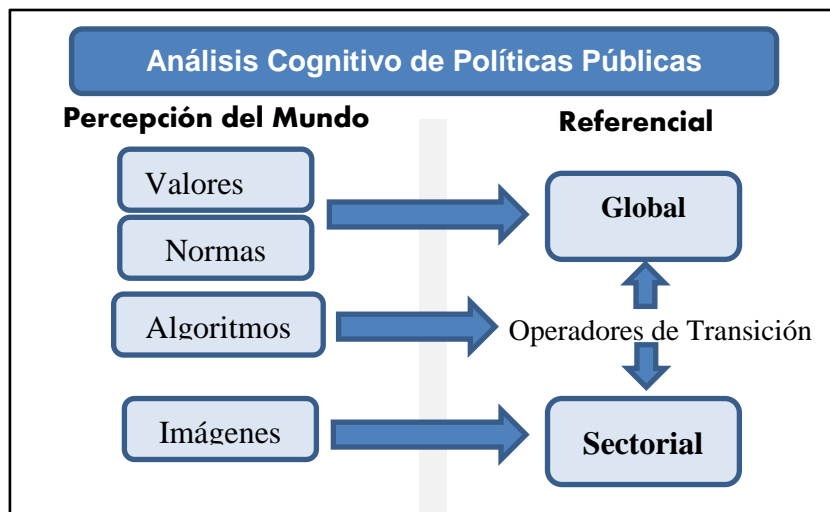 Análisis Cognitivo de Políticas Públicas
Percepción del Mundo
Referencial
Valores
Normas
Global
Algoritmos
Operadores de Transición
Imágenes
Sectorial